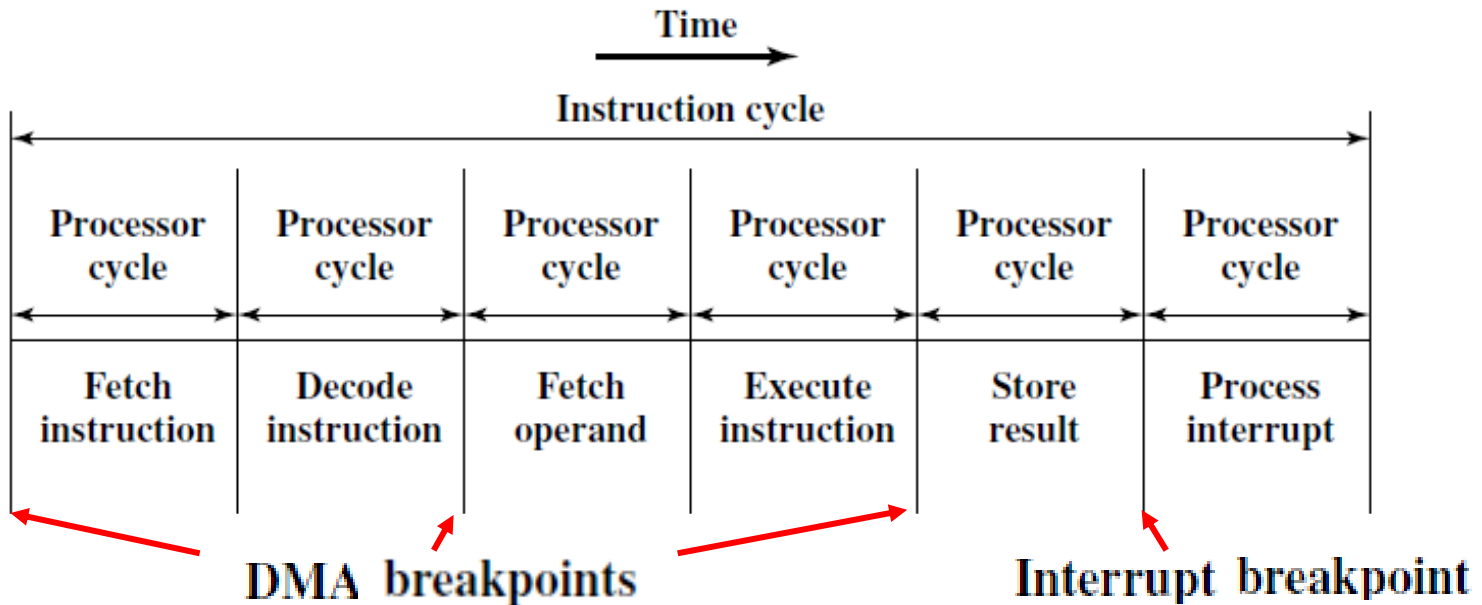 Time
Instruction cycle
Processor cycle
Processor cycle
Processor cycle
Processor cycle
Processor cycle
Processor cycle
Fetch instruction
Decode instruction
Fetch operand
Execute instruction
Store result
Process interrupt
DMA breakpoints
Interrupt breakpoint